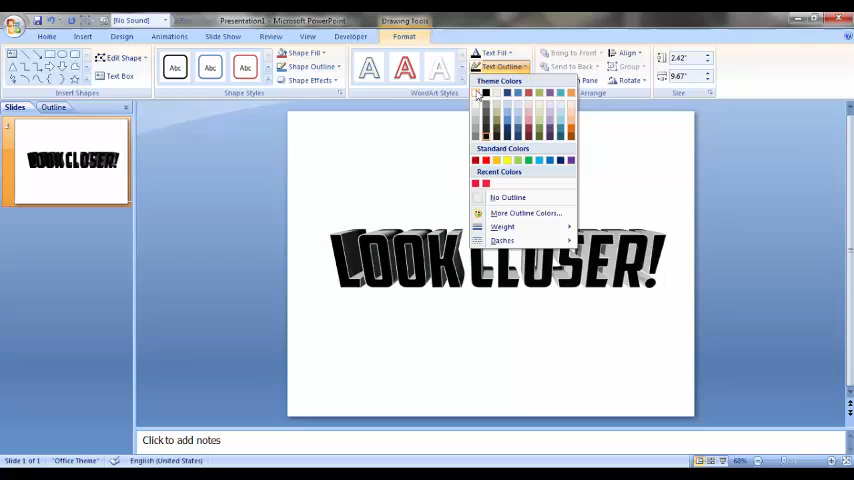 [No Sound]
Presentation1 - Microsoft PowerPoint
Drawing Tools
Home
Insert
Design
Animations
Slide Show
Review
View
Developer
Format
Edit Shape
Text Box
Insert Shapes
Abc
Abc
Abc
Shape Fill
Shape Outline
Shape Effects
Shape Styles
A
A
A
WordArt Styles
Text Fill
Text Outline
Bring to Front
Send to Back
Pane
Align
Group
Rotate
Arrange
2.42"
9.67"
Size
Theme Colors
Standard Colors
Recent Colors
No Outline
More Outline Colors...
Weight
Dashes
Slides
Outline
1
LOOK CLOSER!
LOOK CLOSER!
Click to add notes
Slide 1 of 1
"Office Theme"
English (United States)
68%